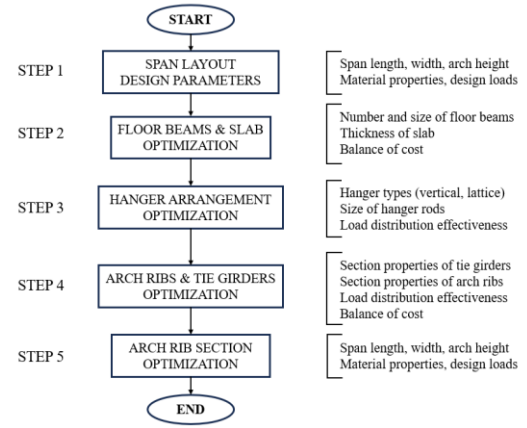 START
STEP 1
SPAN LAYOUT
DESIGN PARAMETERS
Span length, width, arch height
Material properties, design loads
STEP 2
FLOOR BEAMS & SLAB
OPTIMIZATION
Number and size of floor beams
Thickness of slab
Balance of cost
STEP 3
HANGER ARRANGEMENT
OPTIMIZATION
Hanger types (vertical, lattice)
Size of hanger rods
Load distribution effectiveness
STEP 4
ARCH RIBS & TIE GIRDERS
OPTIMIZATION
Section properties of tie girders
Section properties of arch ribs
Load distribution effectiveness
Balance of cost
STEP 5
ARCH RIB SECTION
OPTIMIZATION
Span length, width, arch height
Material properties, design loads
END